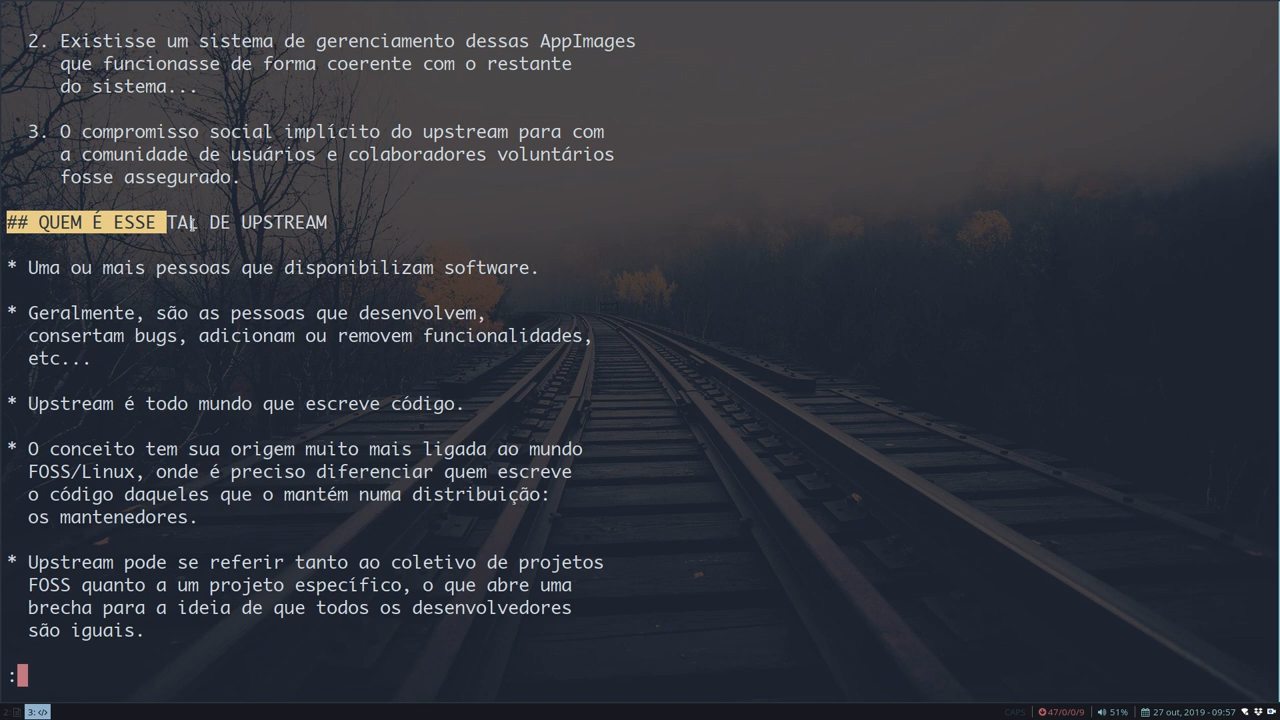 2. Existisse um sistema de gerenciamento dessas AppImages
que funcionasse de forma coerente com o restante
do sistema...
3. O compromisso social implícito do upstream para com
a comunidade de usuários e colaboradores voluntários
fosse assegurado.
## QUEM É ESSE TAL DE UPSTREAM
* Uma ou mais pessoas que disponibilizam software.
* Geralmente, são as pessoas que desenvolvem,
consertam bugs, adicionam ou removem funcionalidades,
etc...
* Upstream é todo mundo que escreve código.
* O conceito tem sua origem muito mais ligada ao mundo
FOSS/Linux, onde é preciso diferenciar quem escreve
o código daqueles que o mantém numa distribuição:
os mantenedores.
* Upstream pode se referir tanto ao coletivo de projetos
FOSS quanto a um projeto específico, o que abre uma
brecha para a ideia de que todos os desenvolvedores
são iguais.
:
2: 3: </> CAPS 47/0/0/9 51% 27 out, 2019 - 09:57